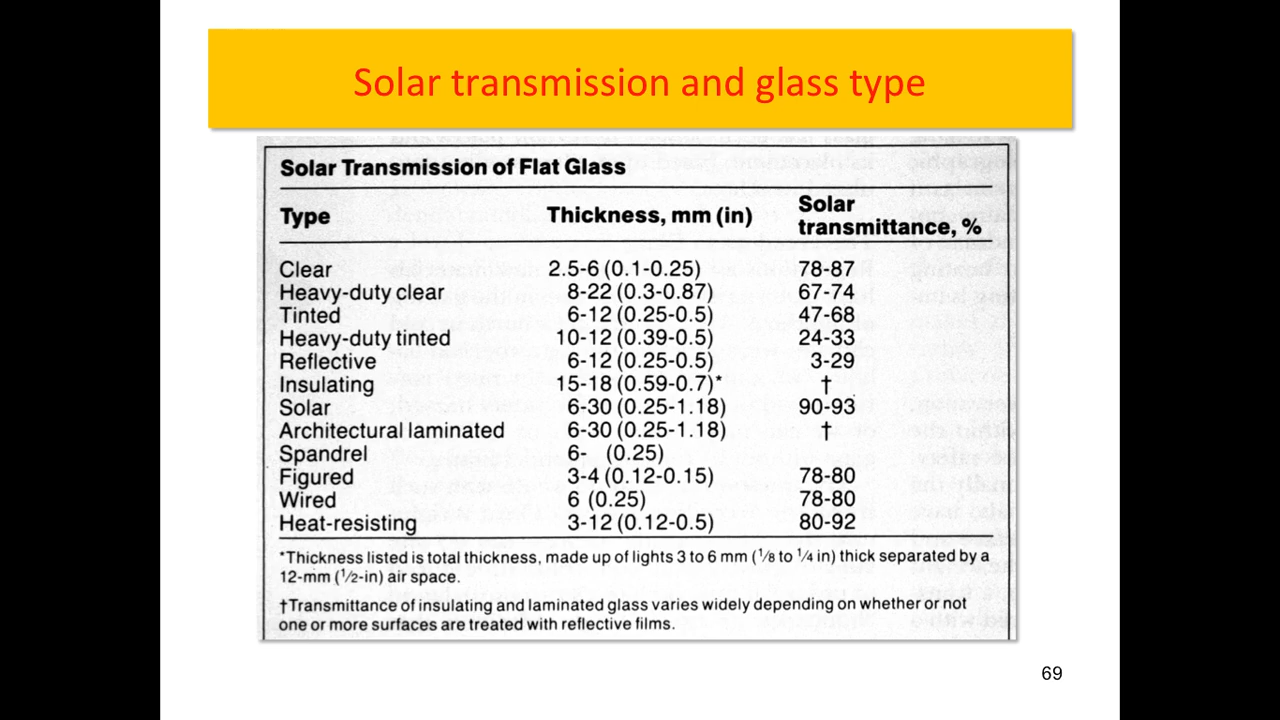 Solar transmission and glass type
Solar Transmission of Flat Glass
Type Thickness, mm (in) Solar transmittance, %
Clear 2.5-6 (0.1-0.25) 78-87
Heavy-duty clear 8-22 (0.3-0.87) 67-74
Tinted 6-12 (0.25-0.5) 47-68
Heavy-duty tinted 10-12 (0.39-0.5) 24-33
Reflective 6-12 (0.25-0.5) 3-29
Insulating 15-18 (0.59-0.7)* †
Solar 6-30 (0.25-1.18) 90-93
Architectural laminated 6-30 (0.25-1.18) †
Spandrel 6- (0.25)
Figured 3-4 (0.12-0.15) 78-80
Wired 6 (0.25) 78-80
Heat-resisting 3-12 (0.12-0.5) 80-92
*Thickness listed is total thickness, made up of lights 3 to 6 mm (1/8 to 1/4 in) thick separated by a
12-mm (1/2-in) air space.
†Transmittance of insulating and laminated glass varies widely depending on whether or not
one or more surfaces are treated with reflective films.
69